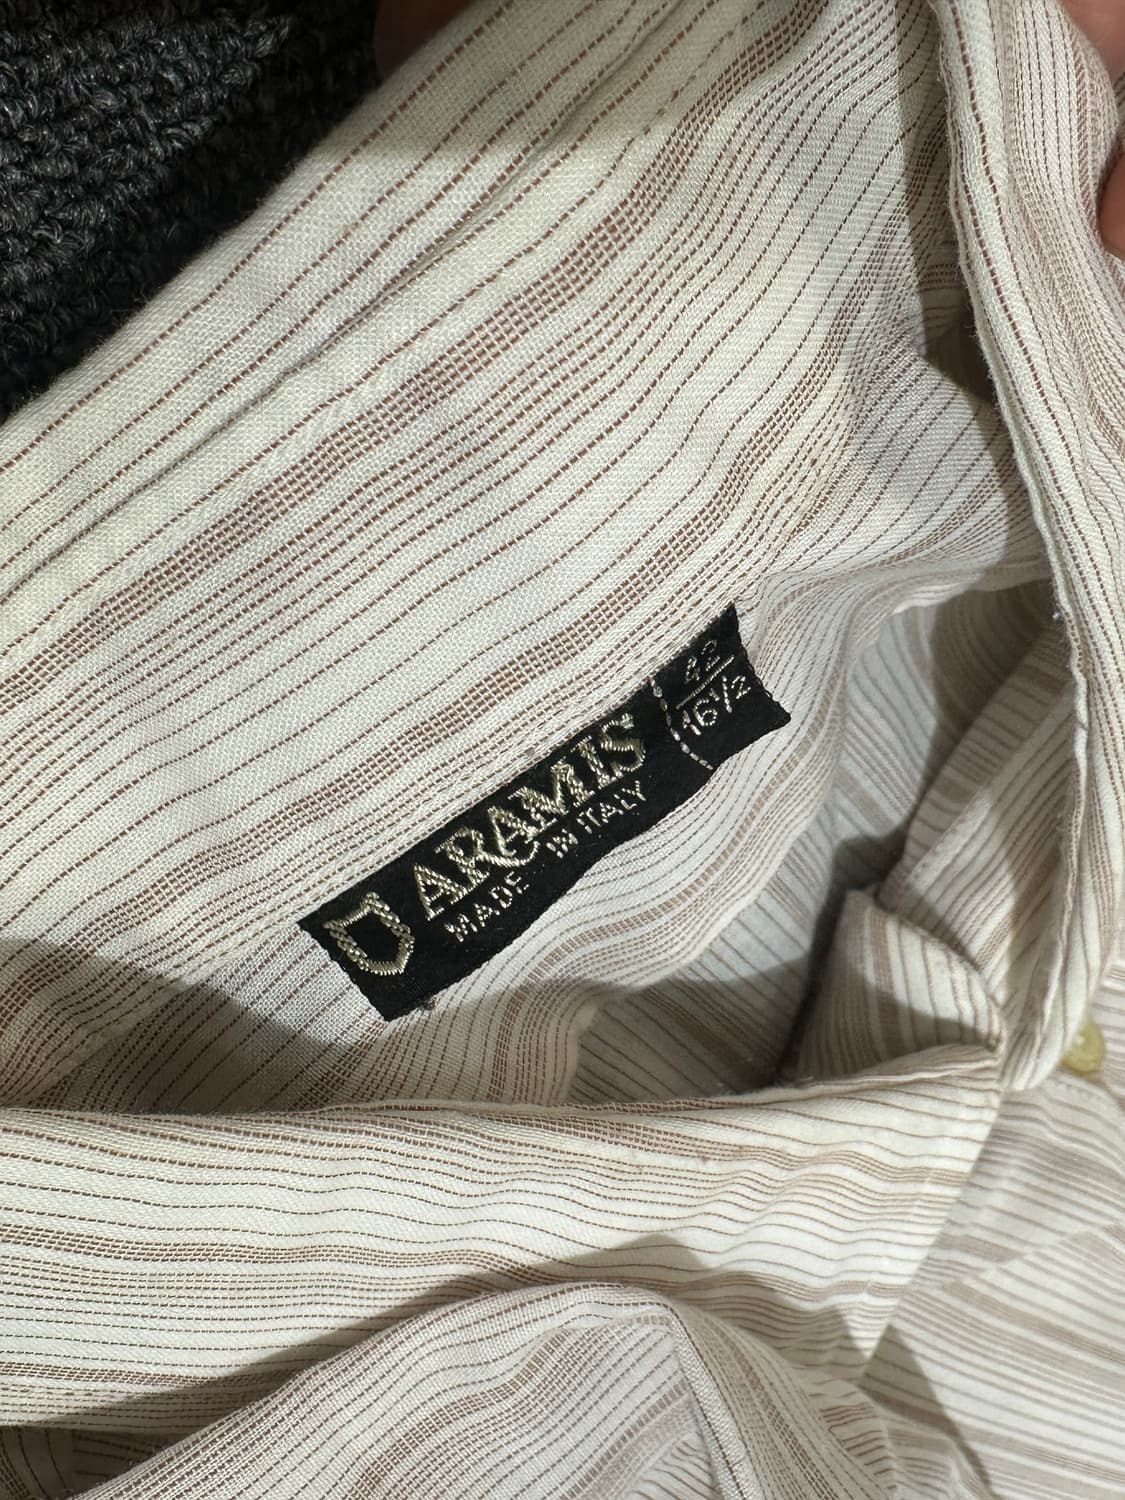 ARAMIS
MADE IN ITALY
42
16½